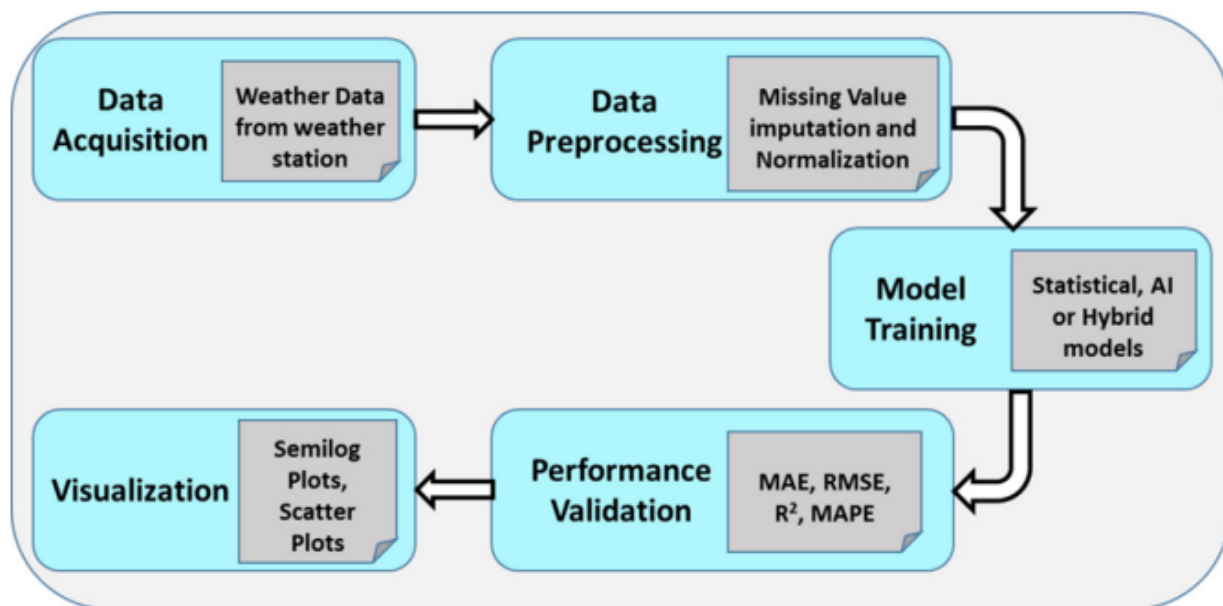 Data
Acquisition
Weather Data
from weather
station
Data
Preprocessing
Missing Value
imputation and
Normalization
Model
Training
Statistical, AI
or Hybrid
models
Performance
Validation
MAE, RMSE,
R², MAPE
Visualization
Semilog
Plots,
Scatter
Plots